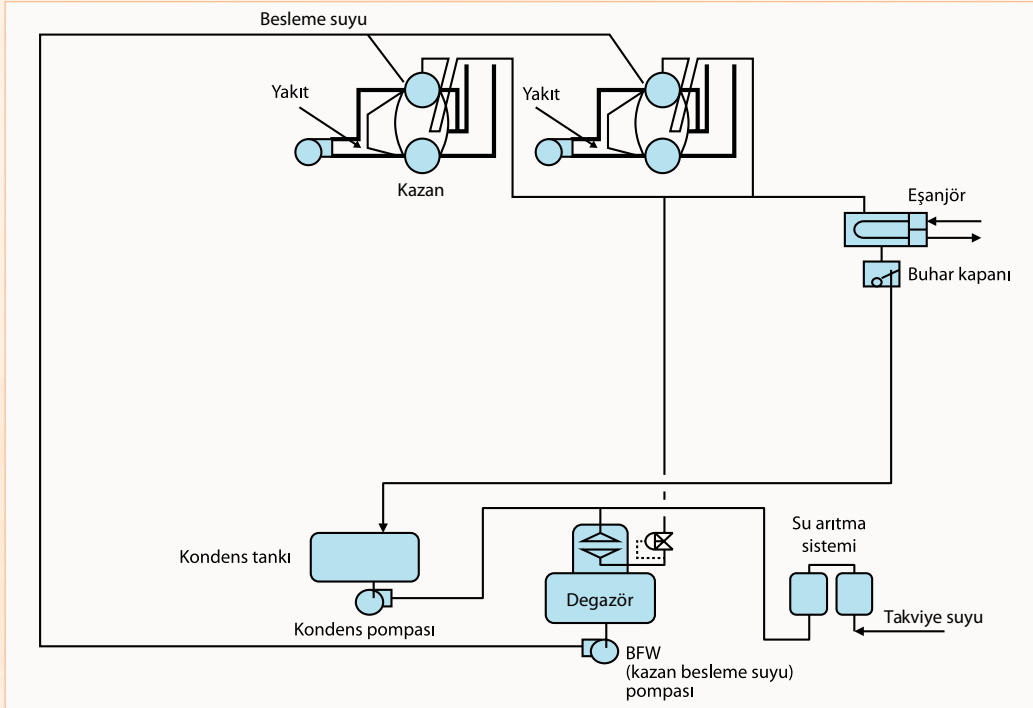 Besleme suyu
Yakıt
Yakıt
Kazan
Eşanjör
Buhar kapanı
Kondens tankı
Kondens pompası
Degazör
BFW
(kazan besleme suyu)
pompası
Su arıtma
sistemi
Takviye suyu